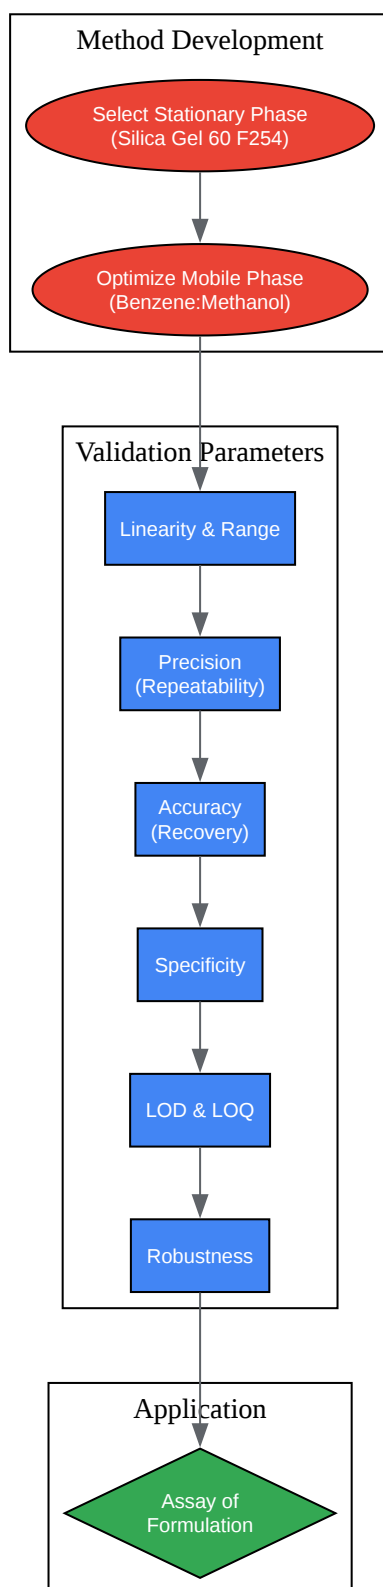 Method Development
Select Stationary Phase
(Silica Gel 60 F254)
Optimize Mobile Phase
(Benzene:Methanol)
Validation Parameters
Linearity & Range
Precision
(Repeatability)
Accuracy
(Recovery)
Specificity
LOD & LOQ
Robustness
Application
Assay of
Formulation